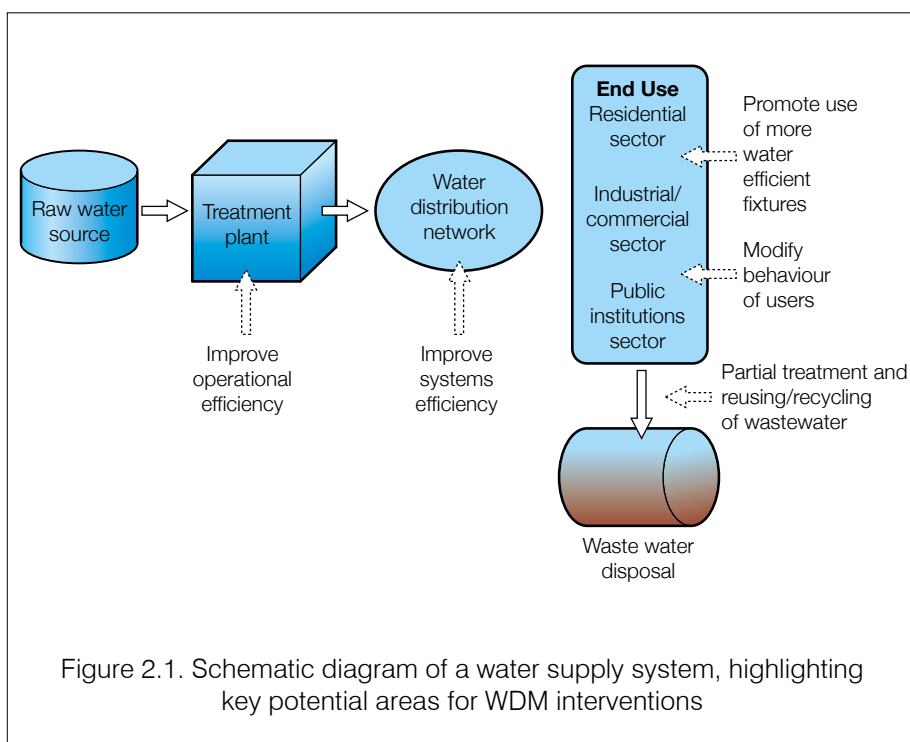 Raw water
source
Treatment
plant
Water
distribution
network
End Use
Residential
sector
Industrial/
commercial
sector
Public
institutions
sector
Promote use
of more
water
efficient
fixtures
Modify
behaviour
of users
Improve
operational
efficiency
Improve
systems
efficiency
Partial treatment and
reusing/recycling
of wastewater
Waste water
disposal
Figure 2.1. Schematic diagram of a water supply system, highlighting
key potential areas for WDM interventions